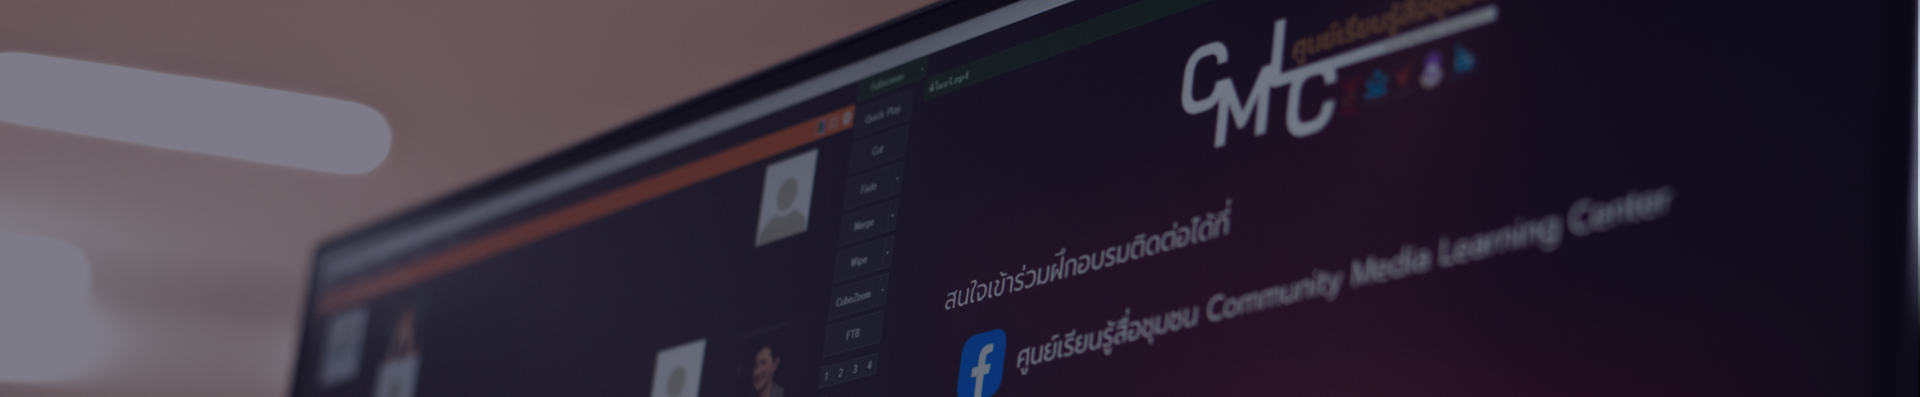 ศูนย์เรียนรู้สื่อชุมชน
CMLC
Fullscreen
Quick Play
Cut
Fade
Merge
Wipe
CubeZoom
FTB
1 2 3 4
สนใจเข้าร่วมฝึกอบรมติดต่อได้ที่
ศูนย์เรียนรู้สื่อชุมชน Community Media Learning Center